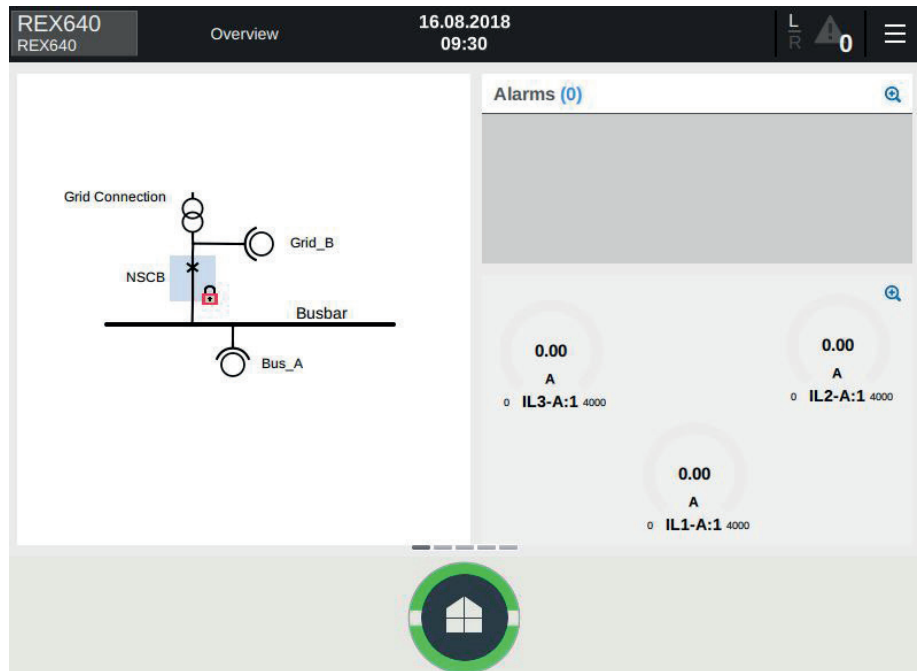 REX640
REX640
Overview
16.08.2018
09:30
L
R
0
Alarms (0)
Grid Connection
Grid_B
NSCB
Busbar
Bus_A
0.00
A
0 IL3-A:1 4000
0.00
A
0 IL2-A:1 4000
0.00
A
0 IL1-A:1 4000